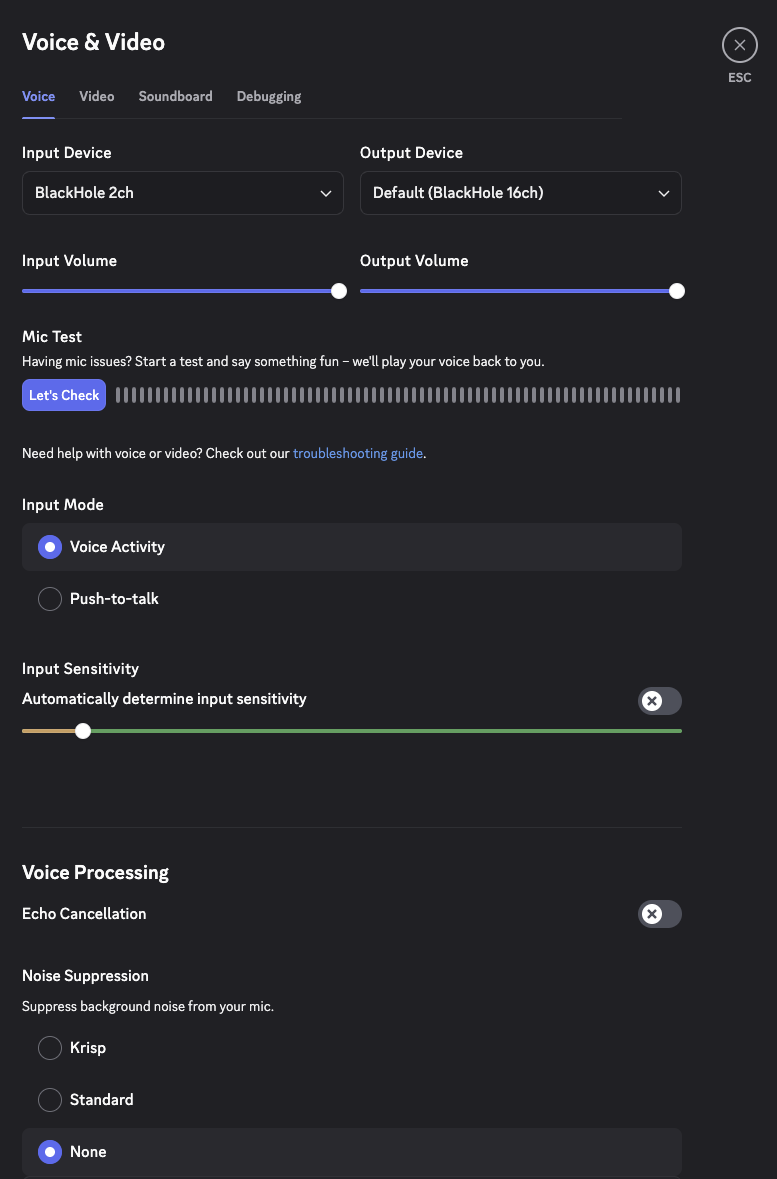 Voice & Video
ESC
Voice Video Soundboard Debugging
Input Device Output Device
BlackHole 2ch Default (BlackHole 16ch)
Input Volume Output Volume
Mic Test
Having mic issues? Start a test and say something fun – we'll play your voice back to you.
Let's Check
Need help with voice or video? Check out our troubleshooting guide.
Input Mode
Voice Activity
Push-to-talk
Input Sensitivity
Automatically determine input sensitivity
Voice Processing
Echo Cancellation
Noise Suppression
Suppress background noise from your mic.
Krisp
Standard
None